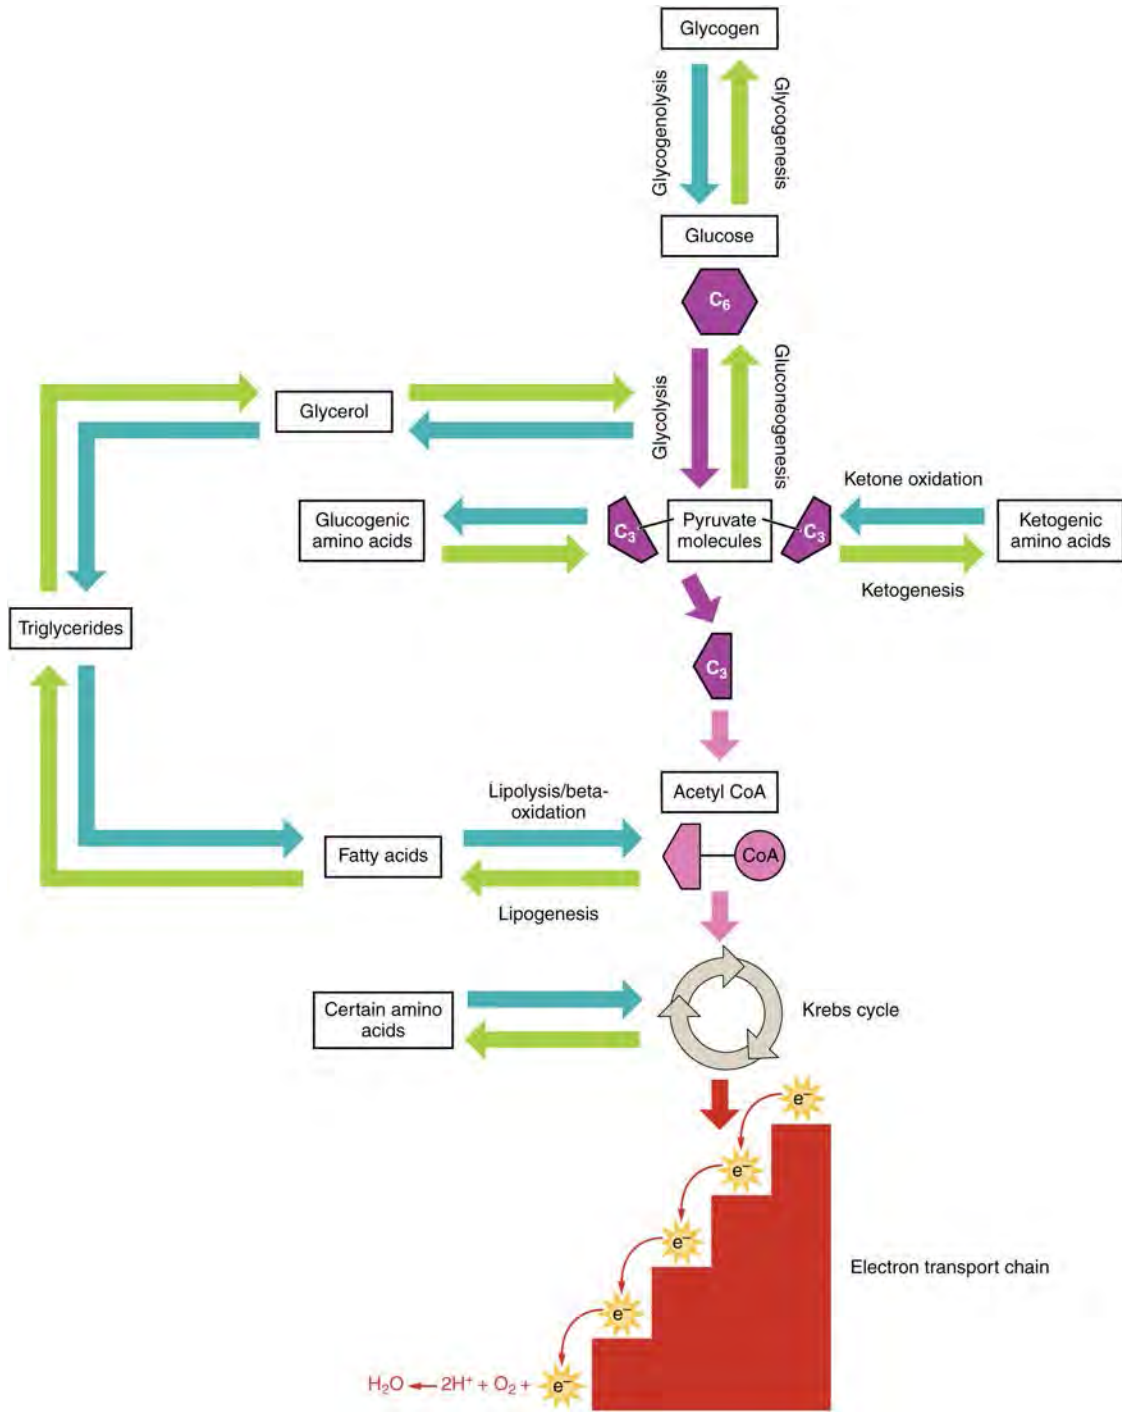 Glycogen
Glycogenolysis
Glycogenesis
Glucose
C₆
Glycolysis
Gluconeogenesis
Glycerol
Ketone oxidation
Glucogenic
amino acids
C₃
Pyruvate
molecules
C₃
Ketogenic
amino acids
Ketogenesis
Triglycerides
C₃
Acetyl CoA
Lipolysis/beta-
oxidation
Fatty acids
CoA
Lipogenesis
Certain amino
acids
Krebs cycle
e⁻
e⁻
e⁻
Electron transport chain
e⁻
H₂O ← 2H⁺ + O₂ + e⁻